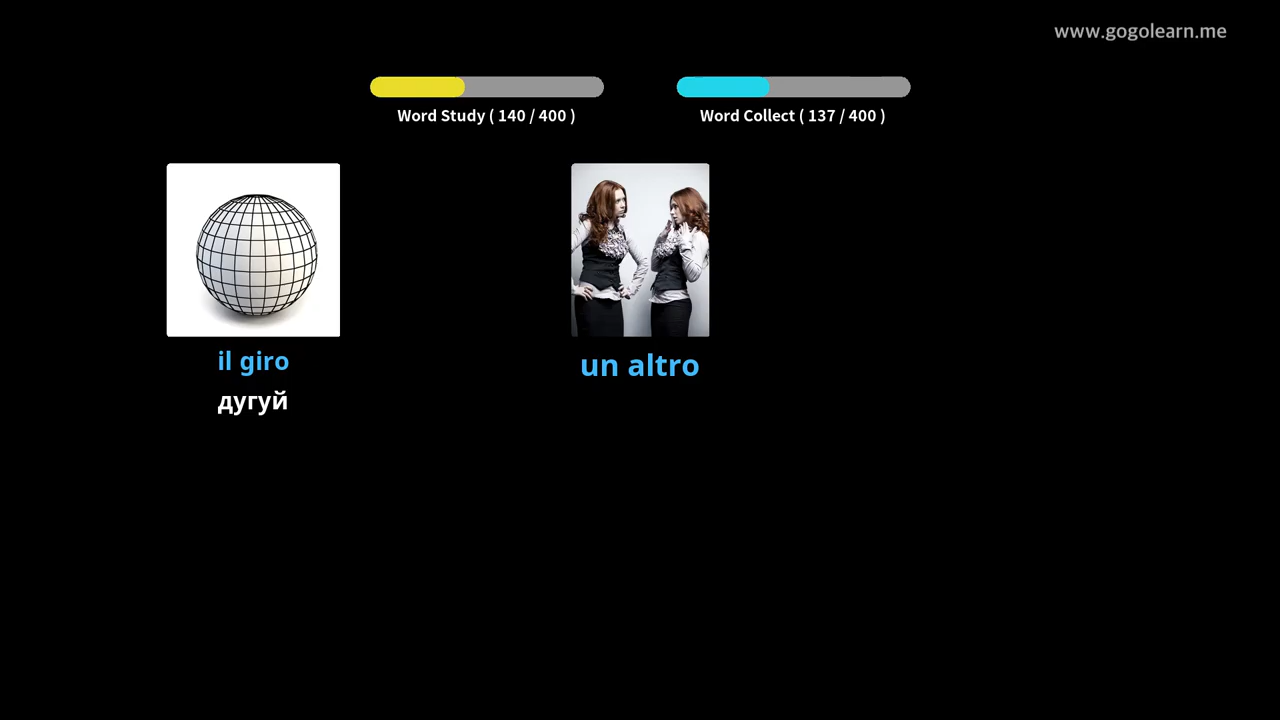 www.gogolearn.me
Word Study ( 140 / 400 )
Word Collect ( 137 / 400 )
il giro
дугуй
un altro